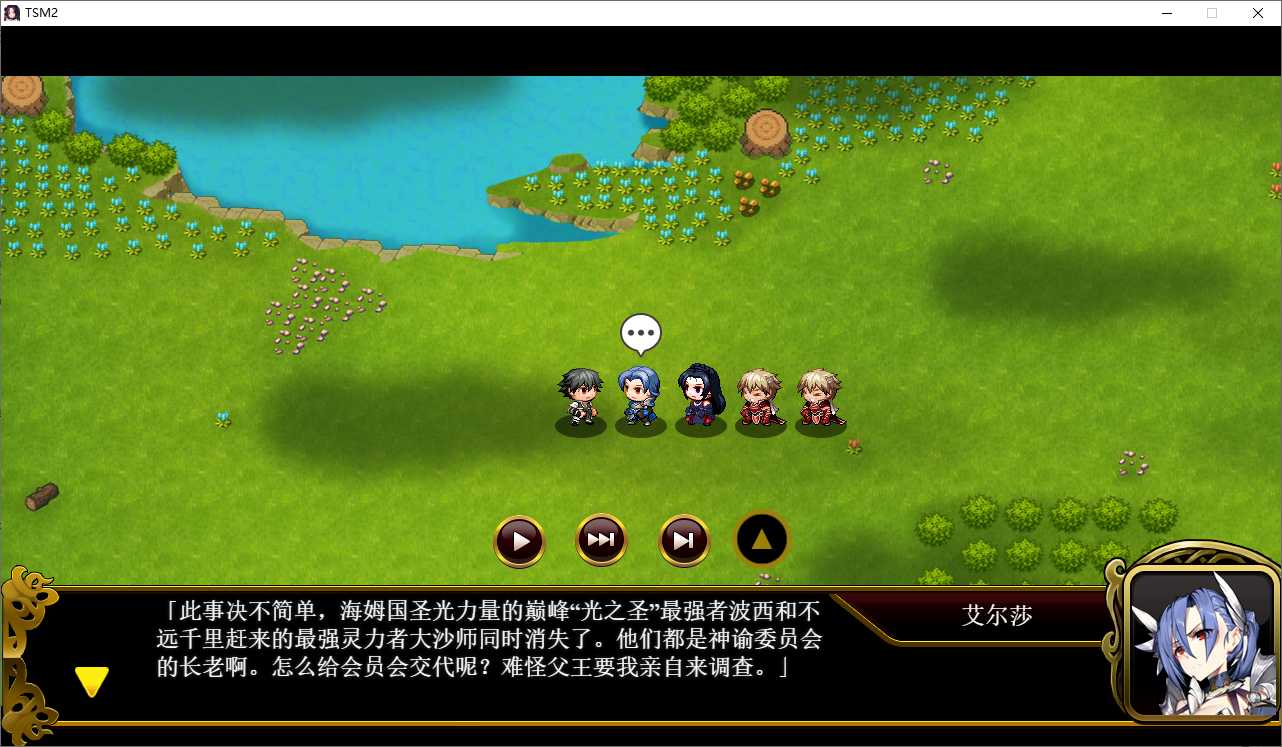 TSM2
艾尔莎
「此事决不简单，海姆国圣光力量的巅峰“光之圣”最强者波西和不
远千里赶来的最强灵力者大沙师同时消失了。他们都是神谕委员会
的长老啊。怎么给会员会交代呢？难怪父王要我亲自来调查。」